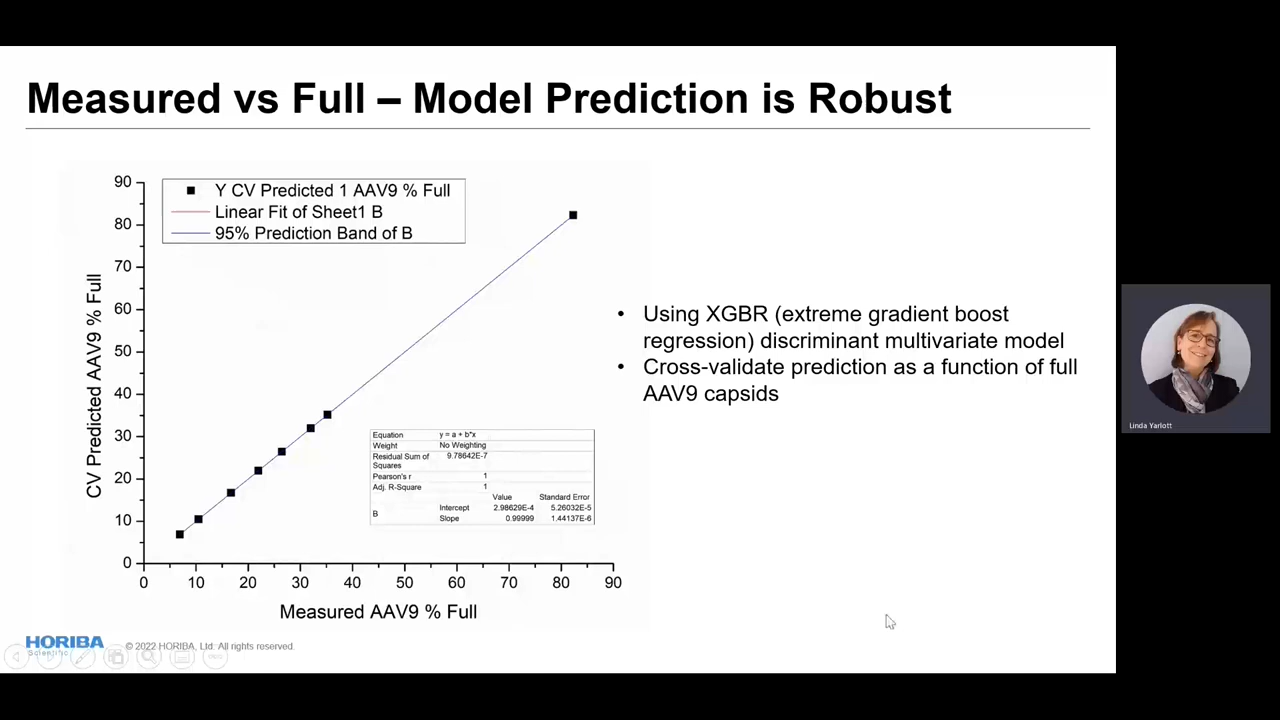 Measured vs Full – Model Prediction is Robust
Y CV Predicted 1 AAV9 % Full
Linear Fit of Sheet1 B
95% Prediction Band of B
CV Predicted AAV9 % Full
90
80
70
60
50
40
30
20
10
0
0 10 20 30 40 50 60 70 80 90
Measured AAV9 % Full
Equation y = a + b*x
Weight No Weighting
Residual Sum of Squares 9.78642E-7
Pearson's r 1
Adj. R-Square 1
Value Standard Error
B Intercept 2.98629E-4 5.26032E-5
Slope 0.99999 1.44137E-6
• Using XGBR (extreme gradient boost
regression) discriminant multivariate model
• Cross-validate prediction as a function of full
AAV9 capsids
Linda Yarlott
HORIBA
Scientific
© 2022 HORIBA, Ltd. All rights reserved.